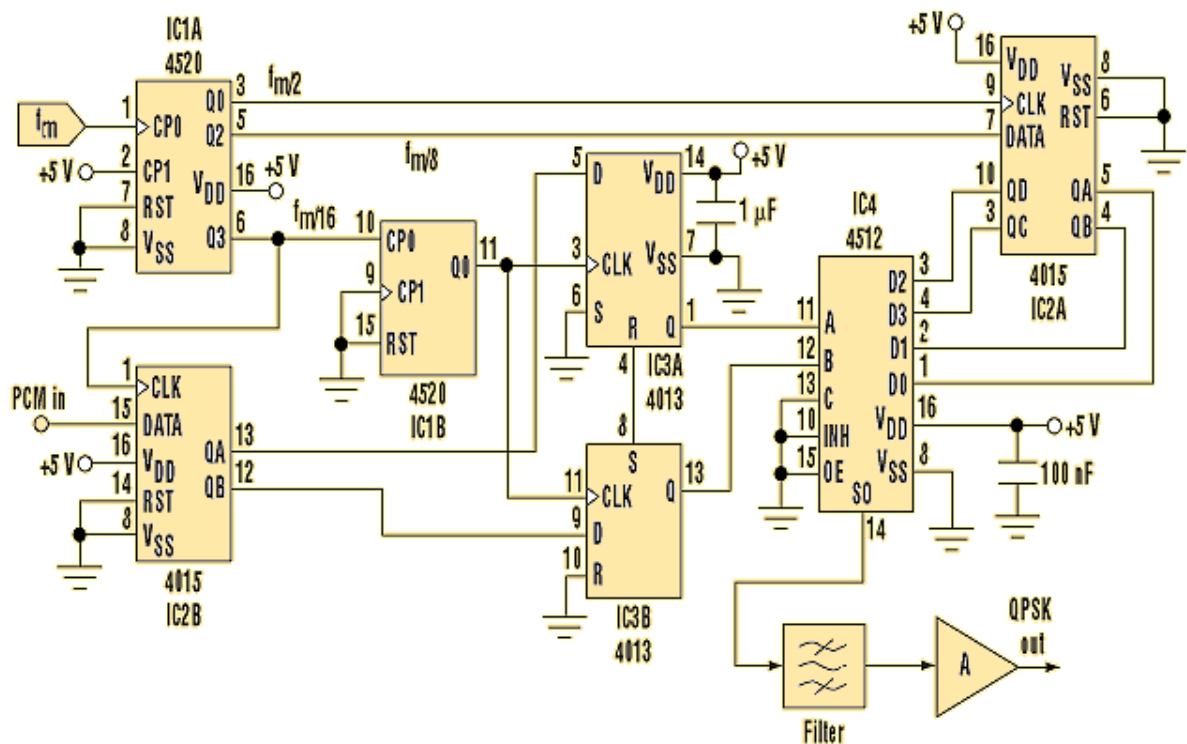 IC1A
4520
fm
1
CP0
+5 V
2
CP1
7
RST
8
VSS
3
Q0
fm/2
5
Q2
fm/8
16
VDD
+5 V
6
Q3
fm/16
+5 V
16
VDD
9
CLK
7
DATA
10
QD
3
QC
VSS
8
RST
6
QA
5
QB
4
4015
IC2A
10
CP0
9
CP1
15
RST
Q0
11
4520
IC1B
5
D
3
CLK
6
S
VDD
14
+5 V
1 µF
VSS
7
R
4
Q
1
IC3A
4013
PCM in
1
CLK
15
DATA
+5 V
16
VDD
14
RST
8
VSS
QA
13
QB
12
4015
IC2B
8
S
11
CLK
9
D
10
R
Q
13
IC3B
4013
IC4
4512
11
A
12
B
13
C
10
INH
15
OE
D2
3
D3
4
D1
2
D0
1
VDD
16
+5 V
VSS
8
100 nF
SO
14
Filter
A
QPSK
out